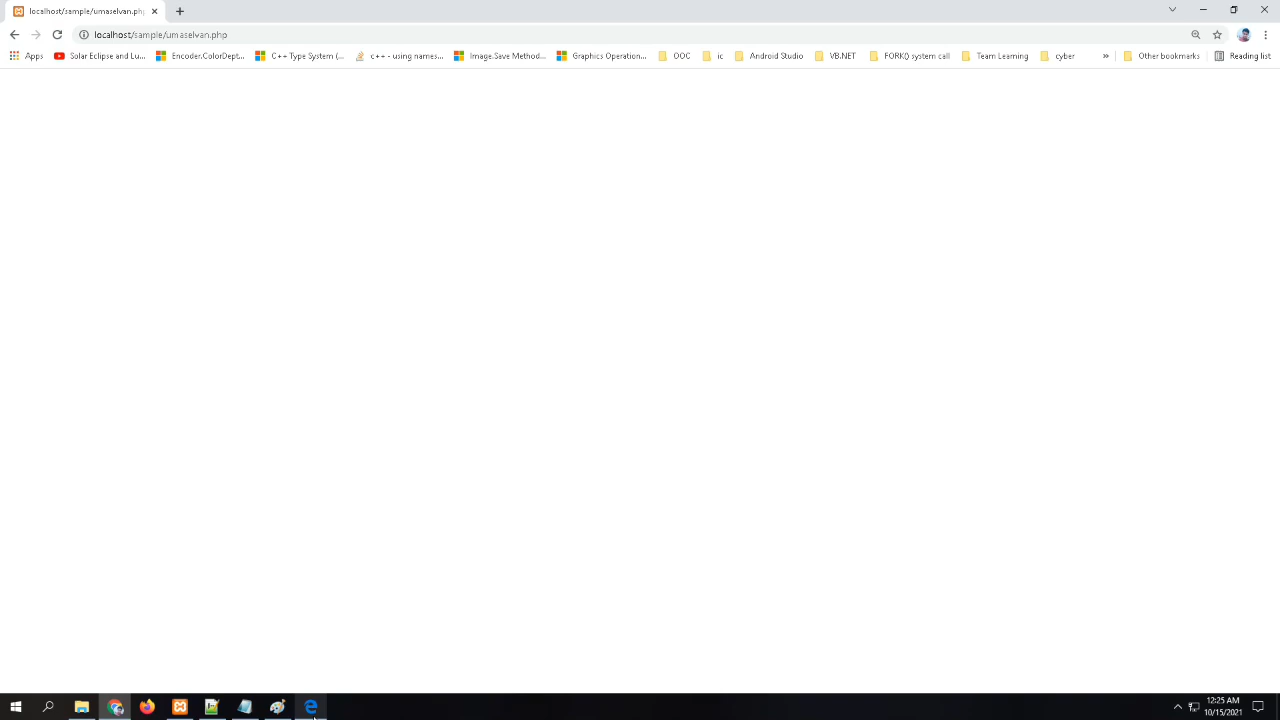 localhost/sample/umaselvan.php
localhost/sample/umaselvan.php
Apps Solar Eclipse and Lu... Encoder.ColorDept... C++ Type System (... c++ - using names... Image.Save Method... Graphics Operation... OOC ic Android Studio VB.NET FORK() system call Team Learning cyber » Other bookmarks Reading list
12:25 AM
10/15/2021